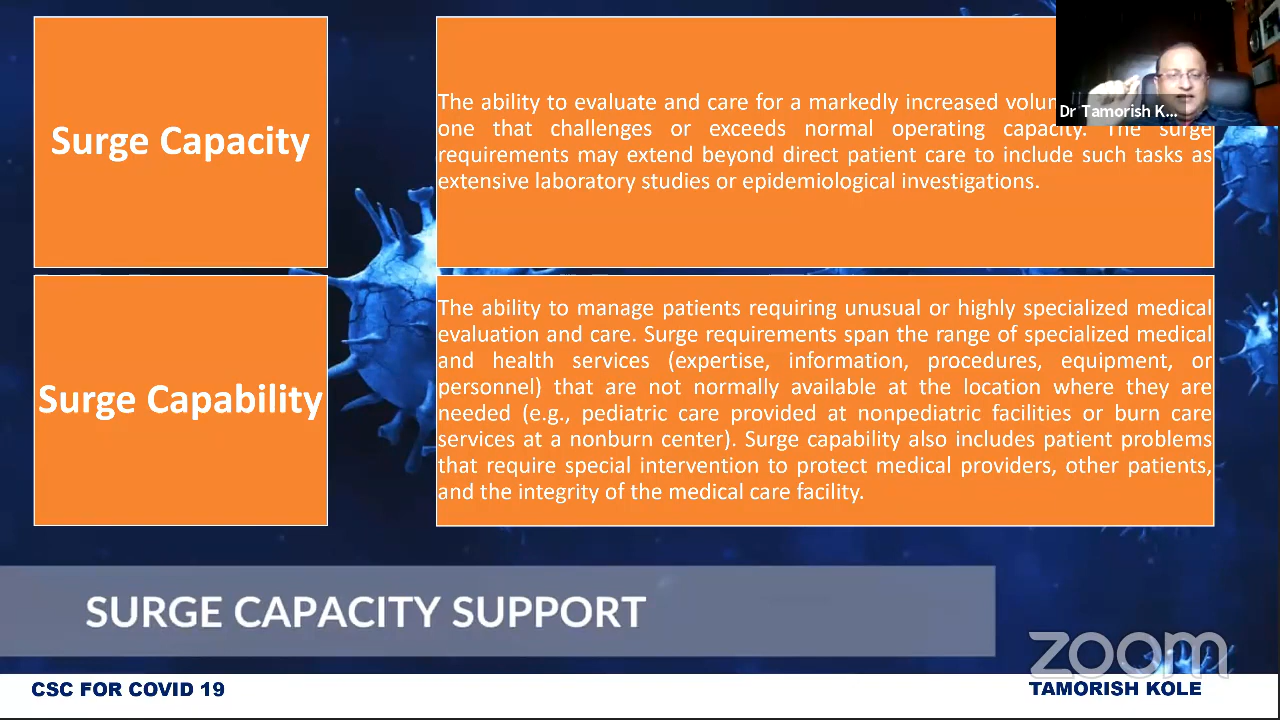 Surge Capacity
The ability to evaluate and care for a markedly increased
one that challenges or exceeds normal operating capacity. The surge
requirements may extend beyond direct patient care to include such tasks as
extensive laboratory studies or epidemiological investigations.
Dr Tamorish K...
Surge Capability
The ability to manage patients requiring unusual or highly specialized medical
evaluation and care. Surge requirements span the range of specialized medical
and health services (expertise, information, procedures, equipment, or
personnel) that are not normally available at the location where they are
needed (e.g., pediatric care provided at nonpediatric facilities or burn care
services at a nonburn center). Surge capability also includes patient problems
that require special intervention to protect medical providers, other patients,
and the integrity of the medical care facility.
SURGE CAPACITY SUPPORT
zoom
CSC FOR COVID 19
TAMORISH KOLE